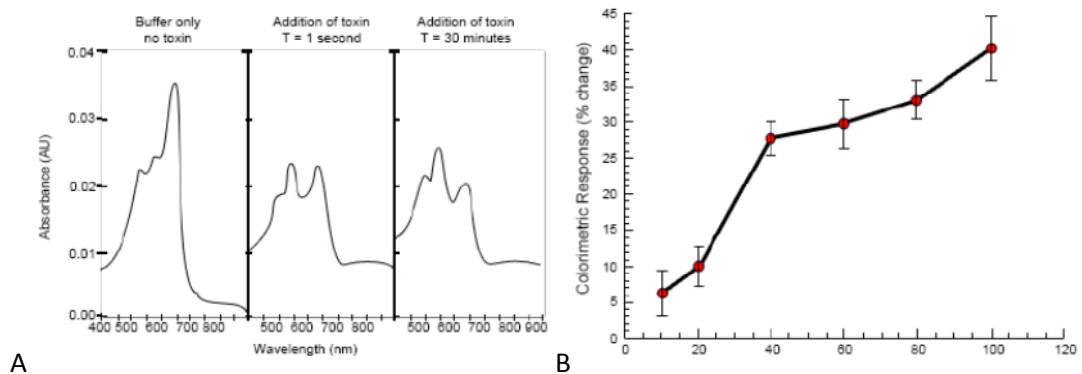 Buffer only
no toxin
Addition of toxin
T = 1 second
Addition of toxin
T = 30 minutes
0.04
0.03
0.02
0.01
0.00
Absorbance (AU)
400 500 600 700 800
500 600 700 800
500 600 700 800 900
Wavelength (nm)
A
45
40
35
30
25
20
15
10
5
0
Colorimetric Response (% change)
0 20 40 60 80 100 120
B